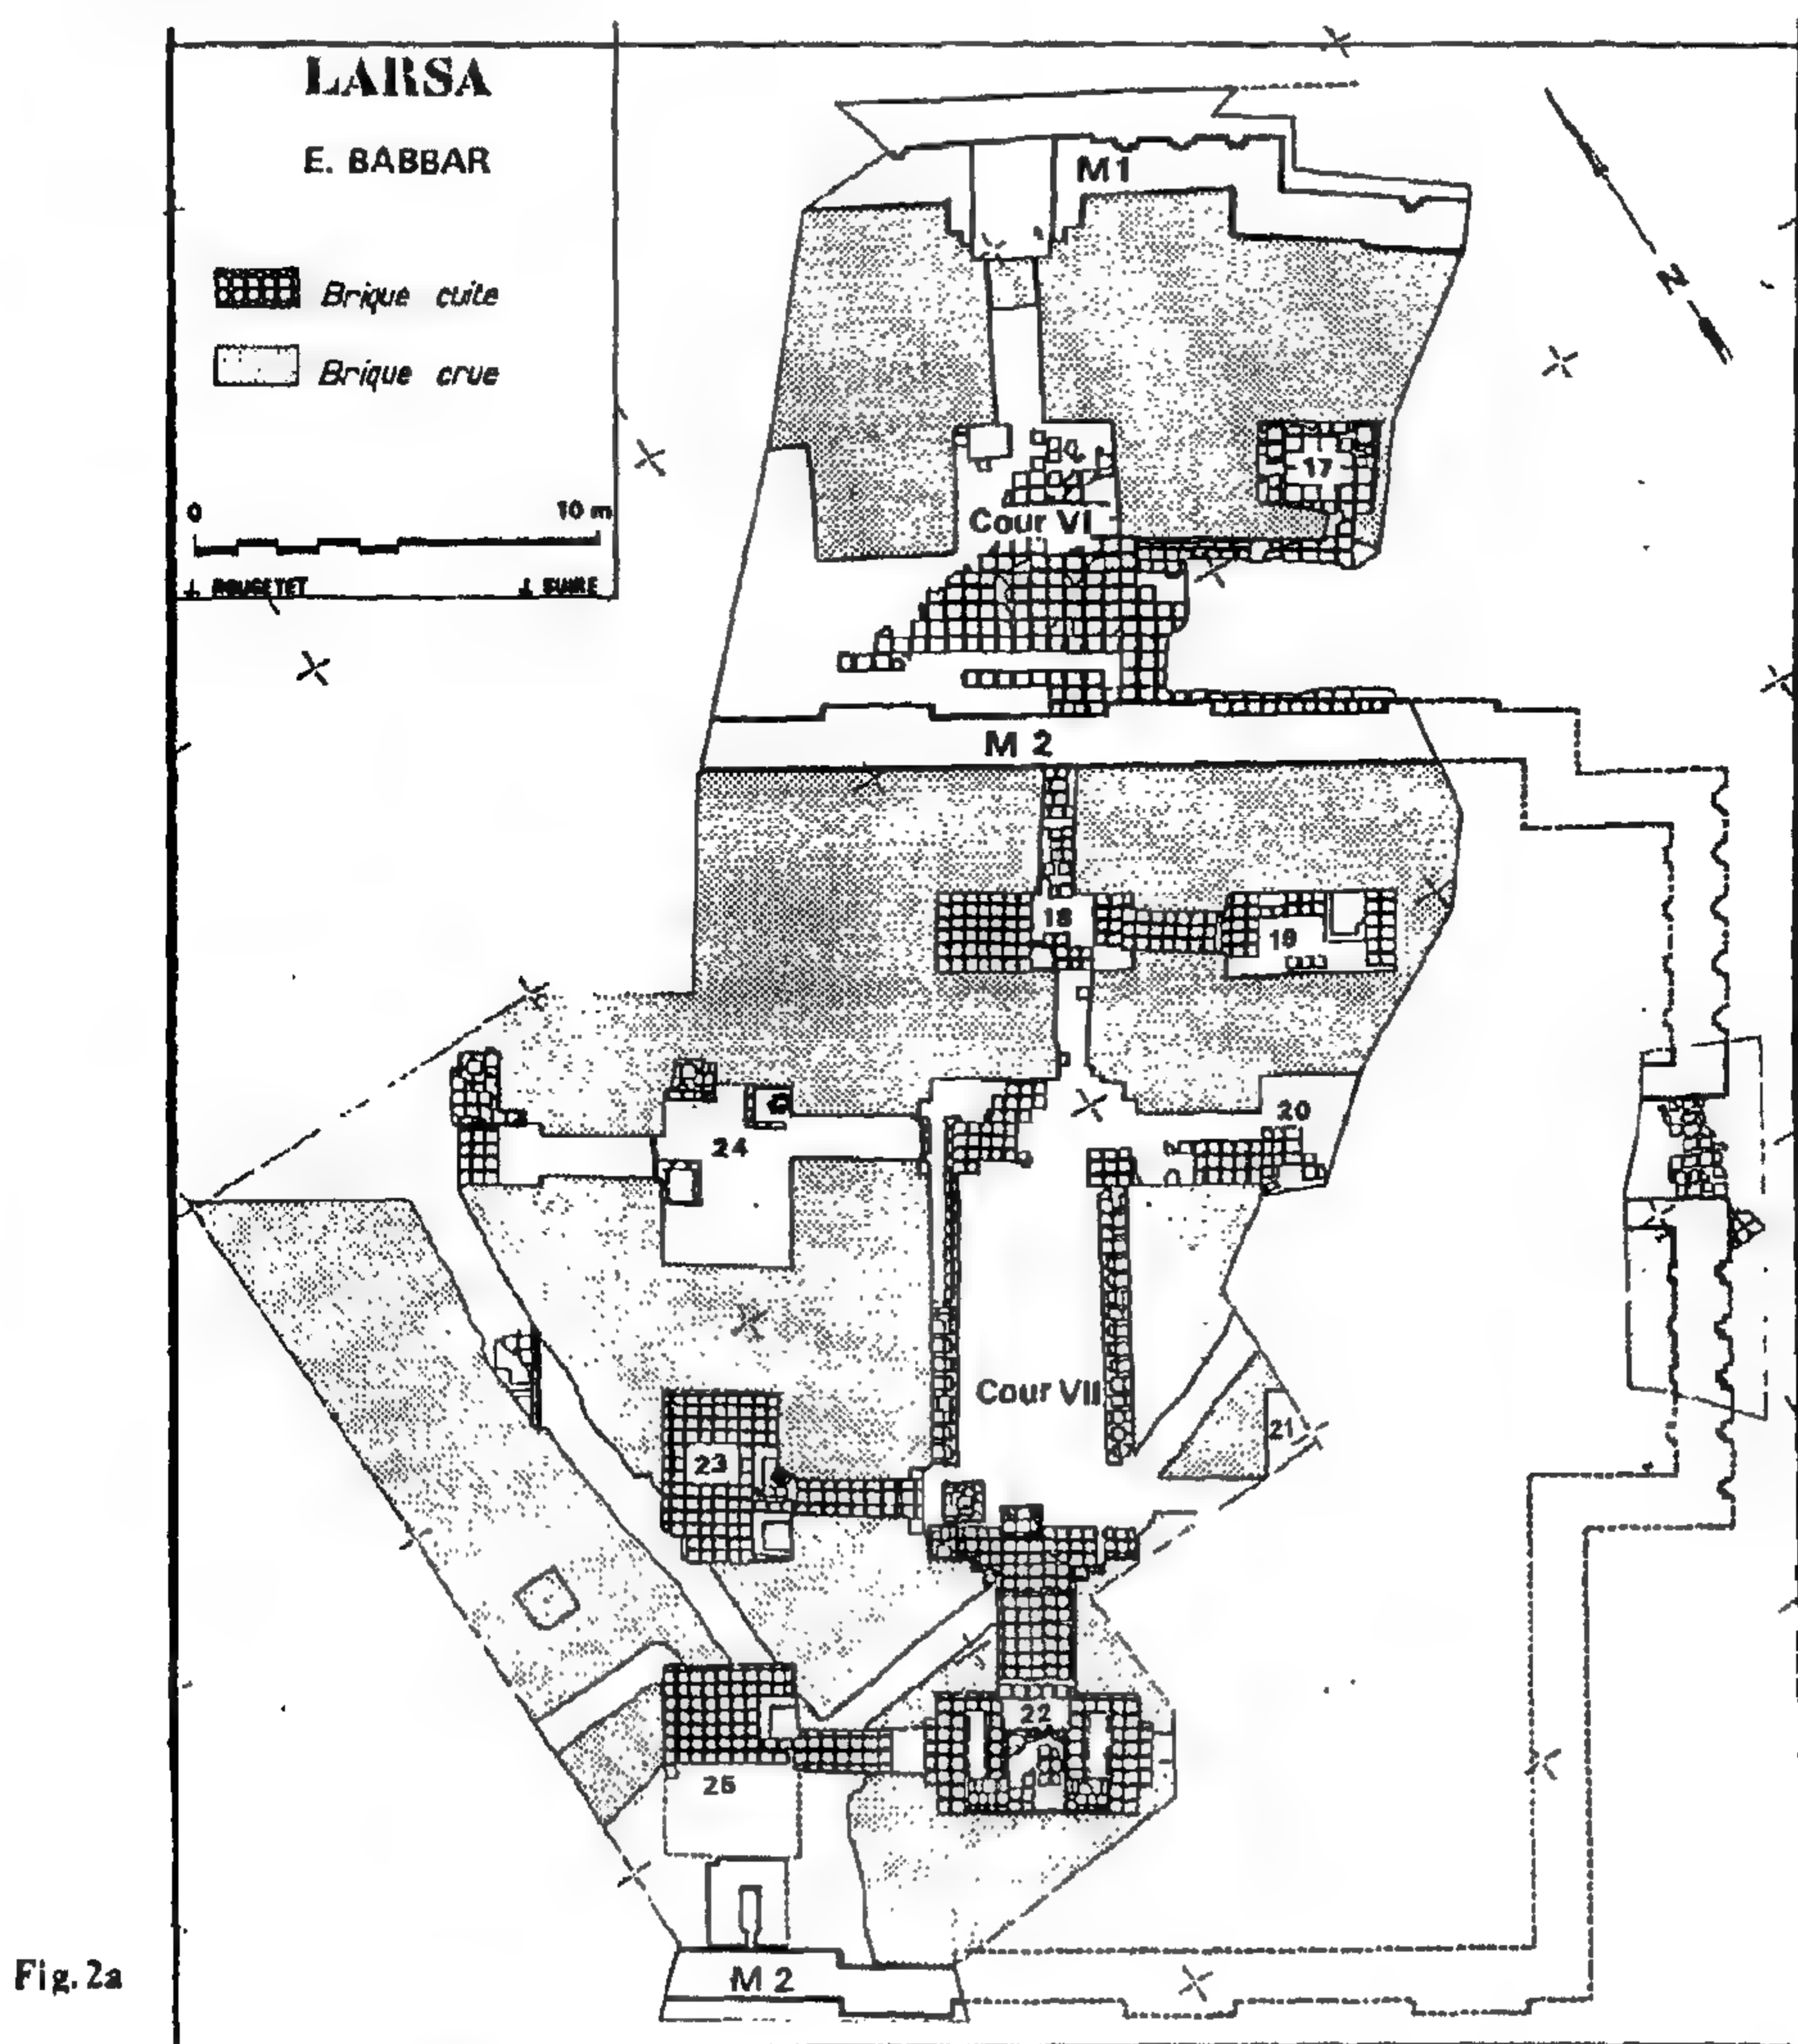 LARSA
E. BABBAR
Brique cuite
Brique crue
0 10 m
N
M1
17
Cour VI
M 2
18
19
20
24
Cour VII
21
23
22
25
M 2
Fig. 2a